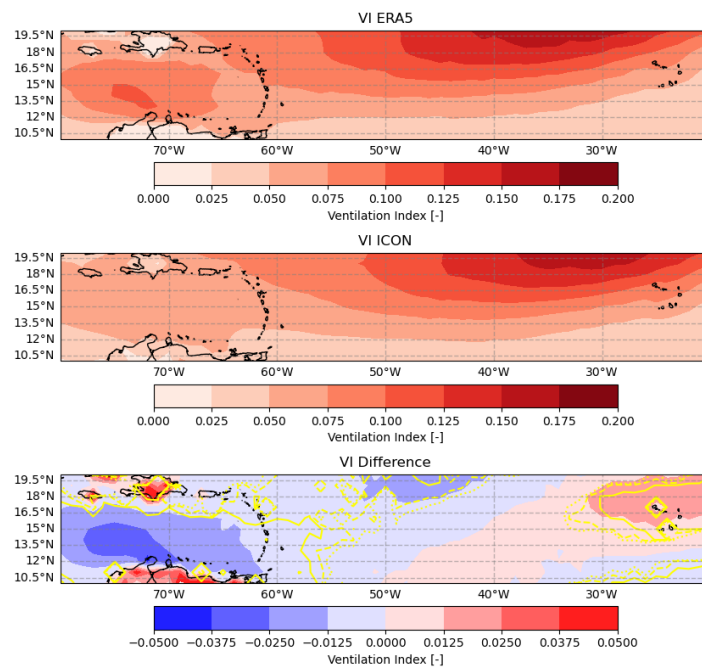 VI ERA5
19.5°N
18°N
16.5°N
15°N
13.5°N
12°N
10.5°N
70°W 60°W 50°W 40°W 30°W
0.000 0.025 0.050 0.075 0.100 0.125 0.150 0.175 0.200
Ventilation Index [-]
VI ICON
19.5°N
18°N
16.5°N
15°N
13.5°N
12°N
10.5°N
70°W 60°W 50°W 40°W 30°W
0.000 0.025 0.050 0.075 0.100 0.125 0.150 0.175 0.200
Ventilation Index [-]
VI Difference
19.5°N
18°N
16.5°N
15°N
13.5°N
12°N
10.5°N
70°W 60°W 50°W 40°W 30°W
−0.0500 −0.0375 −0.0250 −0.0125 0.0000 0.0125 0.0250 0.0375 0.0500
Ventilation Index [-]